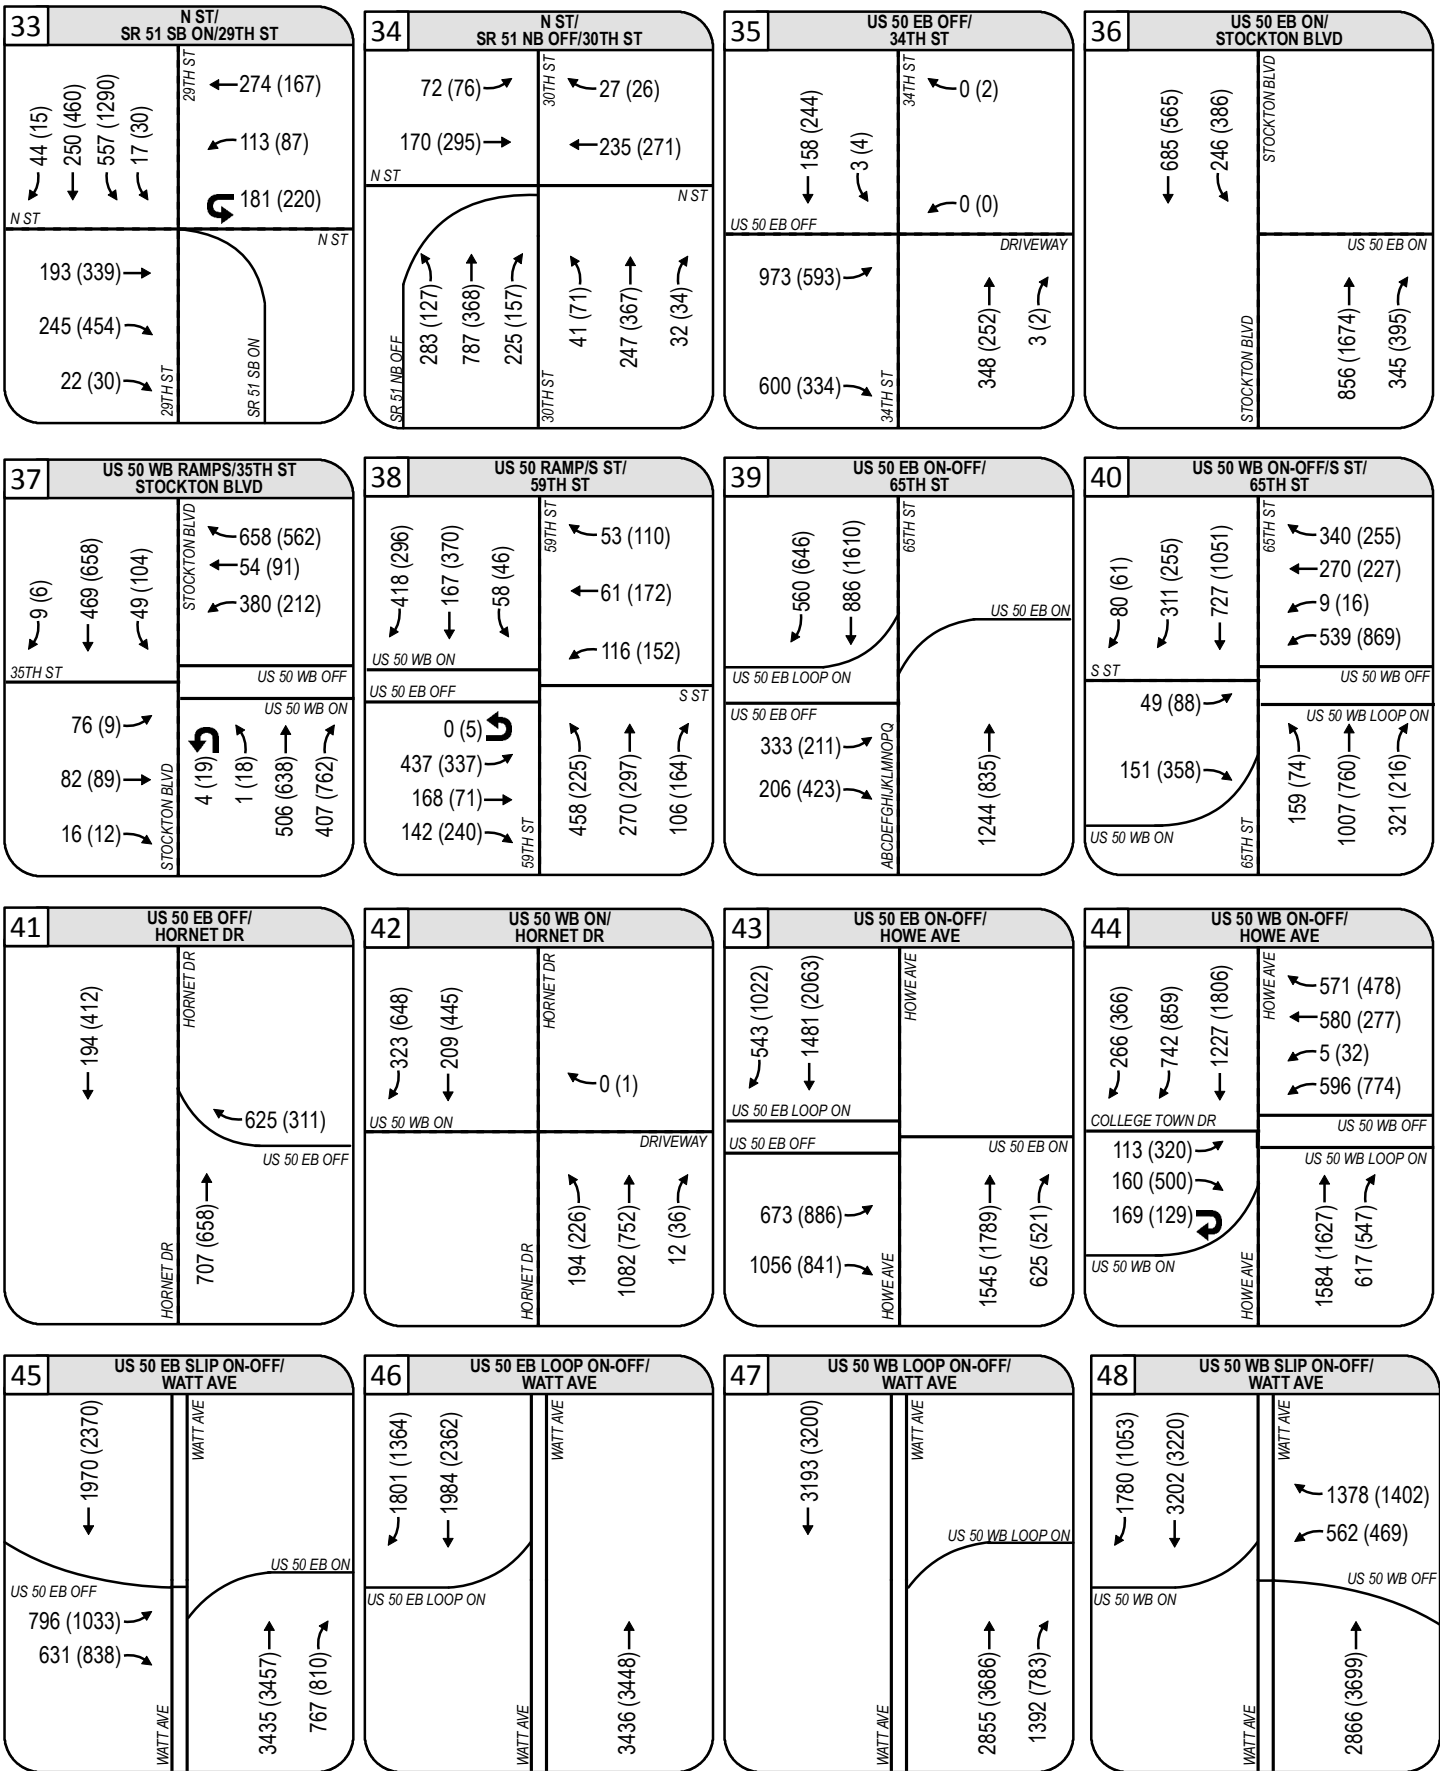 33
N ST/
SR 51 SB ON/29TH ST
44 (15)
250 (460)
557 (1290)
17 (30)
29TH ST
274 (167)
113 (87)
181 (220)
N ST
N ST
193 (339)
245 (454)
22 (30)
29TH ST
SR 51 SB ON
34
N ST/
SR 51 NB OFF/30TH ST
72 (76)
170 (295)
30TH ST
27 (26)
235 (271)
N ST
N ST
SR 51 NB OFF
283 (127)
787 (368)
225 (157)
30TH ST
41 (71)
247 (367)
32 (34)
35
US 50 EB OFF/
34TH ST
158 (244)
3 (4)
34TH ST
0 (2)
0 (0)
US 50 EB OFF
DRIVEWAY
973 (593)
600 (334)
34TH ST
348 (252)
3 (2)
36
US 50 EB ON/
STOCKTON BLVD
685 (565)
246 (386)
STOCKTON BLVD
US 50 EB ON
STOCKTON BLVD
856 (1674)
345 (395)
37
US 50 WB RAMPS/35TH ST
STOCKTON BLVD
9 (6)
469 (658)
49 (104)
STOCKTON BLVD
658 (562)
54 (91)
380 (212)
35TH ST
US 50 WB OFF
US 50 WB ON
76 (9)
82 (89)
16 (12)
STOCKTON BLVD
4 (19)
1 (18)
506 (638)
407 (762)
38
US 50 RAMP/S ST/
59TH ST
418 (296)
167 (370)
58 (46)
59TH ST
53 (110)
61 (172)
116 (152)
US 50 WB ON
US 50 EB OFF
S ST
0 (5)
437 (337)
168 (71)
142 (240)
59TH ST
458 (225)
270 (297)
106 (164)
39
US 50 EB ON-OFF/
65TH ST
560 (646)
886 (1610)
65TH ST
US 50 EB ON
US 50 EB LOOP ON
US 50 EB OFF
333 (211)
206 (423)
ABCDEFGHIJKLMNOPQ
1244 (835)
40
US 50 WB ON-OFF/S ST/
65TH ST
80 (61)
311 (255)
727 (1051)
65TH ST
340 (255)
270 (227)
9 (16)
539 (869)
S ST
US 50 WB OFF
US 50 WB LOOP ON
49 (88)
151 (358)
US 50 WB ON
65TH ST
159 (74)
1007 (760)
321 (216)
41
US 50 EB OFF/
HORNET DR
194 (412)
HORNET DR
625 (311)
US 50 EB OFF
HORNET DR
707 (658)
42
US 50 WB ON/
HORNET DR
323 (648)
209 (445)
HORNET DR
0 (1)
US 50 WB ON
DRIVEWAY
HORNET DR
194 (226)
1082 (752)
12 (36)
43
US 50 EB ON-OFF/
HOWE AVE
543 (1022)
1481 (2063)
HOWE AVE
US 50 EB LOOP ON
US 50 EB OFF
US 50 EB ON
673 (886)
1056 (841)
HOWE AVE
1545 (1789)
625 (521)
44
US 50 WB ON-OFF/
HOWE AVE
266 (366)
742 (859)
1227 (1806)
HOWE AVE
571 (478)
580 (277)
5 (32)
596 (774)
COLLEGE TOWN DR
US 50 WB OFF
US 50 WB LOOP ON
113 (320)
160 (500)
169 (129)
US 50 WB ON
HOWE AVE
1584 (1627)
617 (547)
45
US 50 EB SLIP ON-OFF/
WATT AVE
1970 (2370)
WATT AVE
US 50 EB ON
US 50 EB OFF
796 (1033)
631 (838)
WATT AVE
3435 (3457)
767 (810)
46
US 50 EB LOOP ON-OFF/
WATT AVE
1801 (1364)
1984 (2362)
WATT AVE
US 50 EB LOOP ON
3436 (3448)
47
US 50 WB LOOP ON-OFF/
WATT AVE
3193 (3200)
WATT AVE
US 50 WB LOOP ON
WATT AVE
2855 (3686)
1392 (783)
48
US 50 WB SLIP ON-OFF/
WATT AVE
1780 (1053)
3202 (3220)
WATT AVE
1378 (1402)
562 (469)
US 50 WB OFF
US 50 WB ON
WATT AVE
2866 (3699)